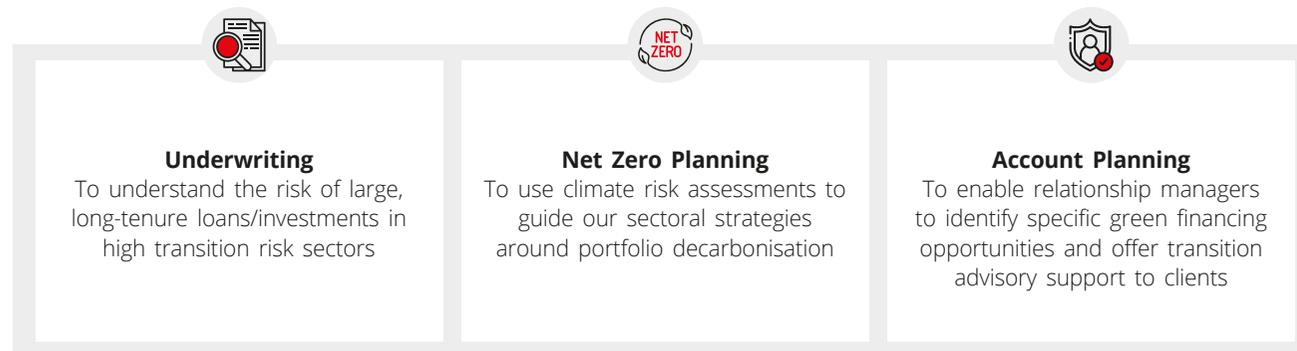 NET
ZERO
Underwriting
To understand the risk of large,
long-tenure loans/investments in
high transition risk sectors
Net Zero Planning
To use climate risk assessments to
guide our sectoral strategies
around portfolio decarbonisation
Account Planning
To enable relationship managers
to identify specific green financing
opportunities and offer transition
advisory support to clients